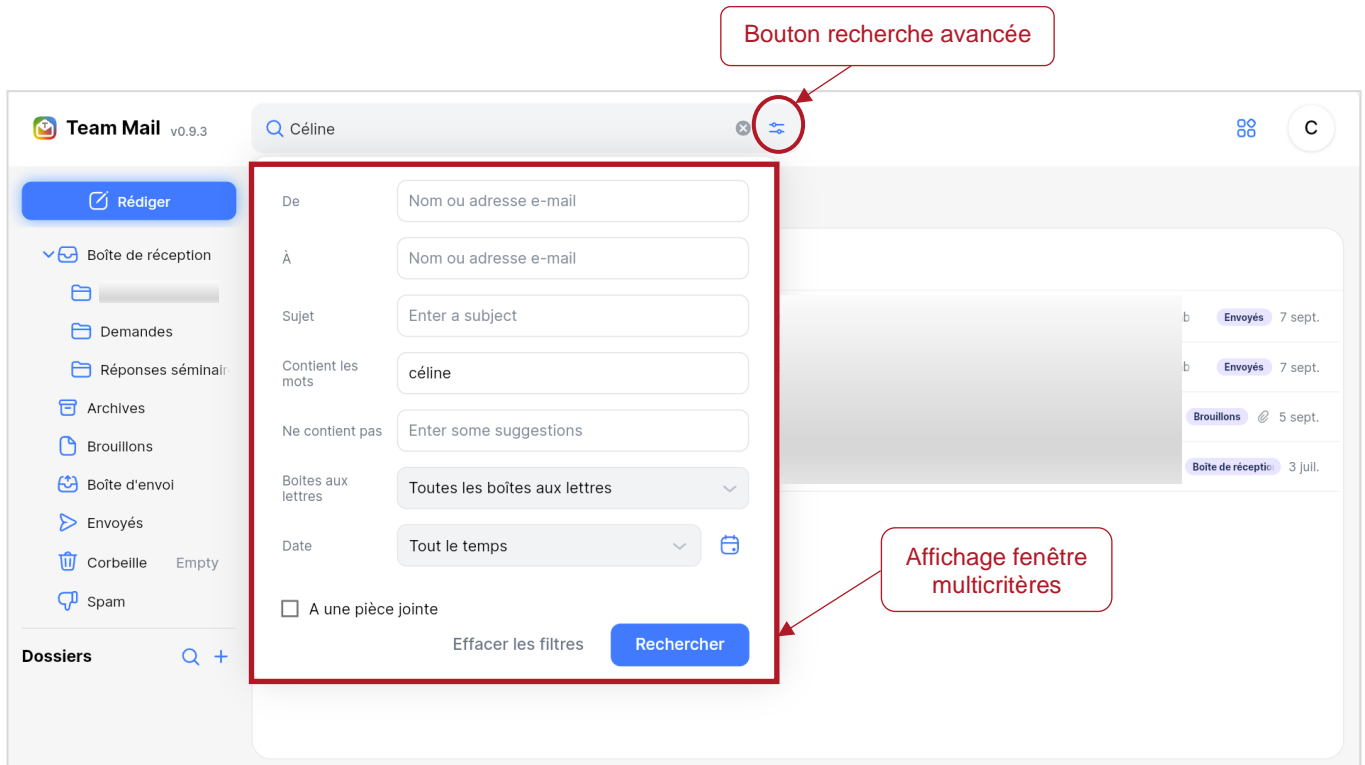 Bouton recherche avancée
Team Mail v0.9.3
Céline
C
Rédiger
Boîte de réception
Demandes
Réponses séminair
Archives
Brouillons
Boîte d'envoi
Envoyés
Corbeille Empty
Spam
Dossiers
De
Nom ou adresse e-mail
À
Nom ou adresse e-mail
Sujet
Enter a subject
Contient les
mots
céline
Ne contient pas
Enter some suggestions
Boites aux
lettres
Toutes les boîtes aux lettres
Date
Tout le temps
A une pièce jointe
Effacer les filtres
Rechercher
b Envoyés 7 sept.
b Envoyés 7 sept.
Brouillons 5 sept.
Boîte de réceptio 3 juil.
Affichage fenêtre
multicritères